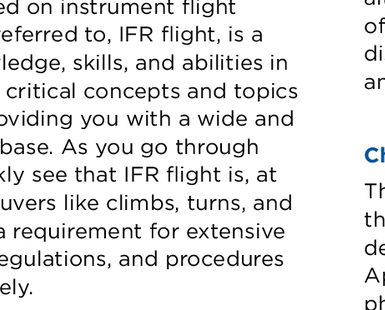 ed on instrument flight
eferred to, IFR flight, is a
ledge, skills, and abilities in
critical concepts and topics
oviding you with a wide and
base. As you go through
kly see that IFR flight is, at
uvers like climbs, turns, and
a requirement for extensive
egulations, and procedures
ely.
of
di
an
Ch
Th
th
de
Ap
ph